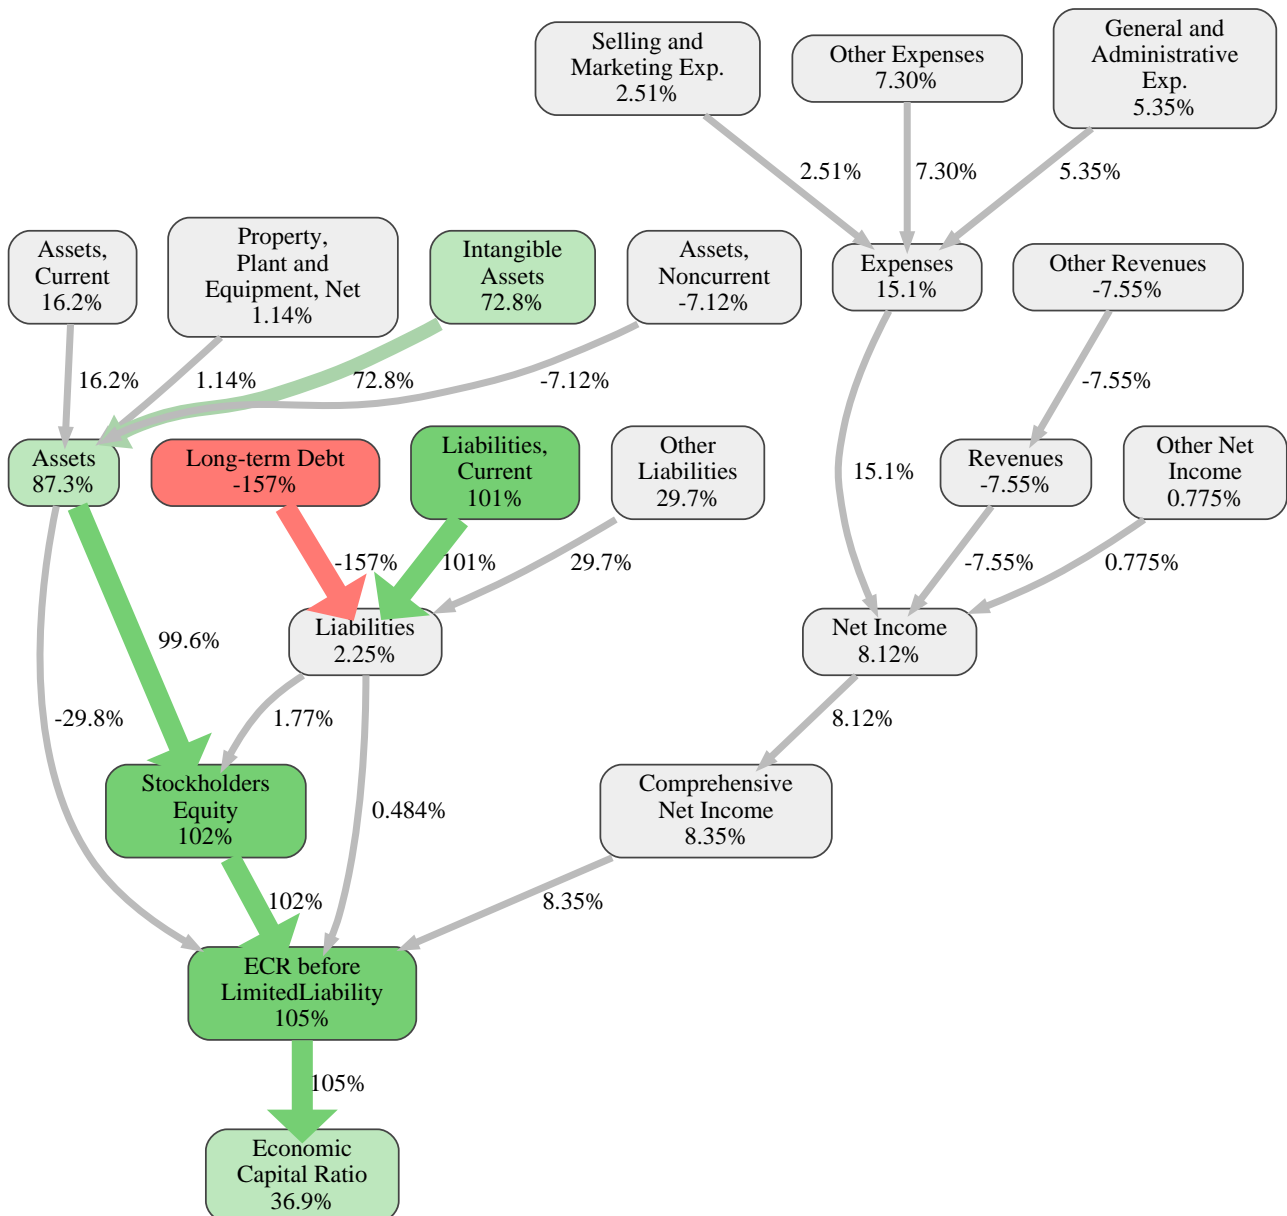 Selling and
Marketing Exp.
2.51%
Other Expenses
7.30%
General and
Administrative
Exp.
5.35%
2.51%
7.30%
5.35%
Assets,
Current
16.2%
Property,
Plant and
Equipment, Net
1.14%
Intangible
Assets
72.8%
Assets,
Noncurrent
-7.12%
Expenses
15.1%
Other Revenues
-7.55%
16.2%
1.14%
72.8%
-7.12%
-7.55%
Assets
87.3%
Long-term Debt
-157%
Liabilities,
Current
101%
Other
Liabilities
29.7%
15.1%
Revenues
-7.55%
Other Net
Income
0.775%
-157%
101%
29.7%
-7.55%
0.775%
99.6%
Liabilities
2.25%
Net Income
8.12%
-29.8%
1.77%
8.12%
Stockholders
Equity
102%
0.484%
Comprehensive
Net Income
8.35%
102%
8.35%
ECR before
LimitedLiability
105%
105%
Economic
Capital Ratio
36.9%